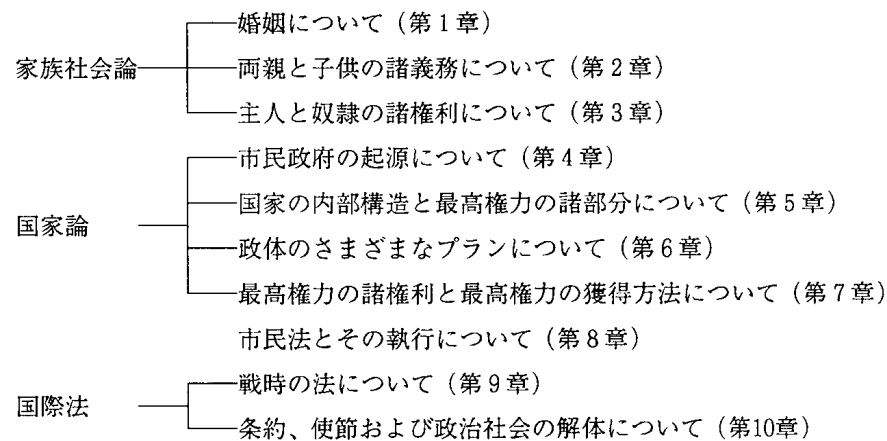 婚姻について（第１章）
家族社会論 両親と子供の諸義務について（第２章）
主人と奴隷の諸権利について（第３章）
市民政府の起源について（第４章）
国家の内部構造と最高権力の諸部分について（第５章）
国家論
政体のさまざまなプランについて（第６章）
最高権力の諸権利と最高権力の獲得方法について（第７章）
市民法とその執行について（第８章）
戦時の法について（第９章）
国際法
条約、使節および政治社会の解体について（第10章）